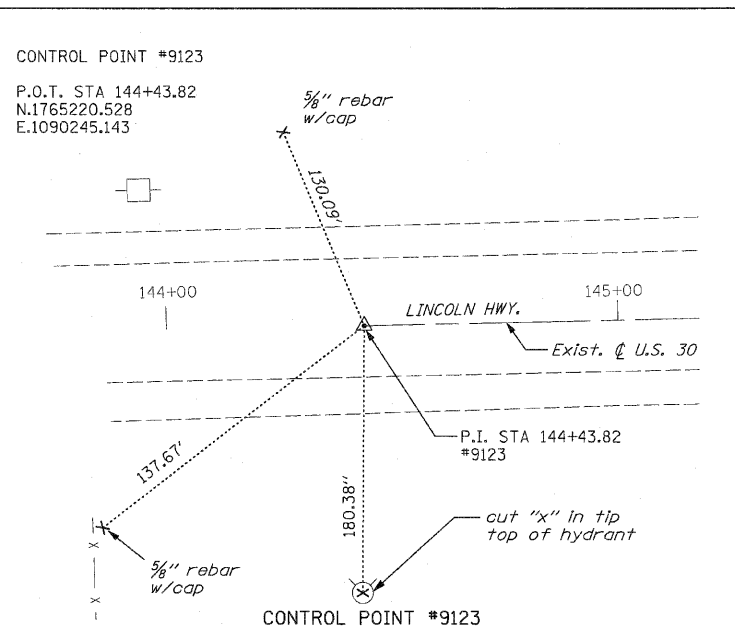 CONTROL POINT #9123
P.O.T. STA 144+43.82
N.1765220.528
E.1090245.143
5/8" rebar
w/cap
130.09'
144+00
LINCOLN HWY.
145+00
Exist. ℄ U.S. 30
P.I. STA 144+43.82
#9123
137.67'
180.38"
cut "x" in tip
top of hydrant
5/8" rebar
w/cap
CONTROL POINT #9123